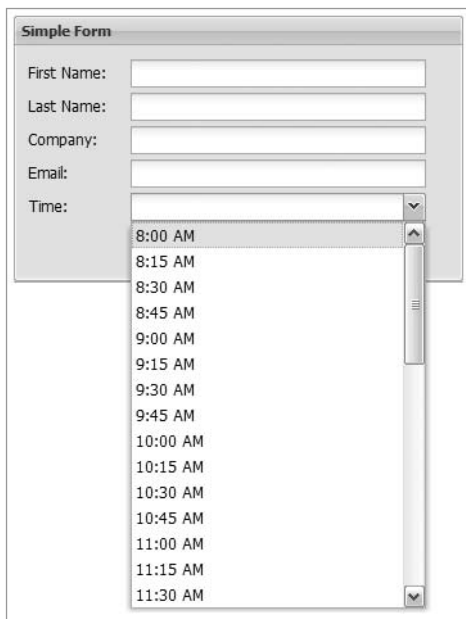 Simple Form
First Name:
Last Name:
Company:
Email:
Time:
8:00 AM
8:15 AM
8:30 AM
8:45 AM
9:00 AM
9:15 AM
9:30 AM
9:45 AM
10:00 AM
10:15 AM
10:30 AM
10:45 AM
11:00 AM
11:15 AM
11:30 AM